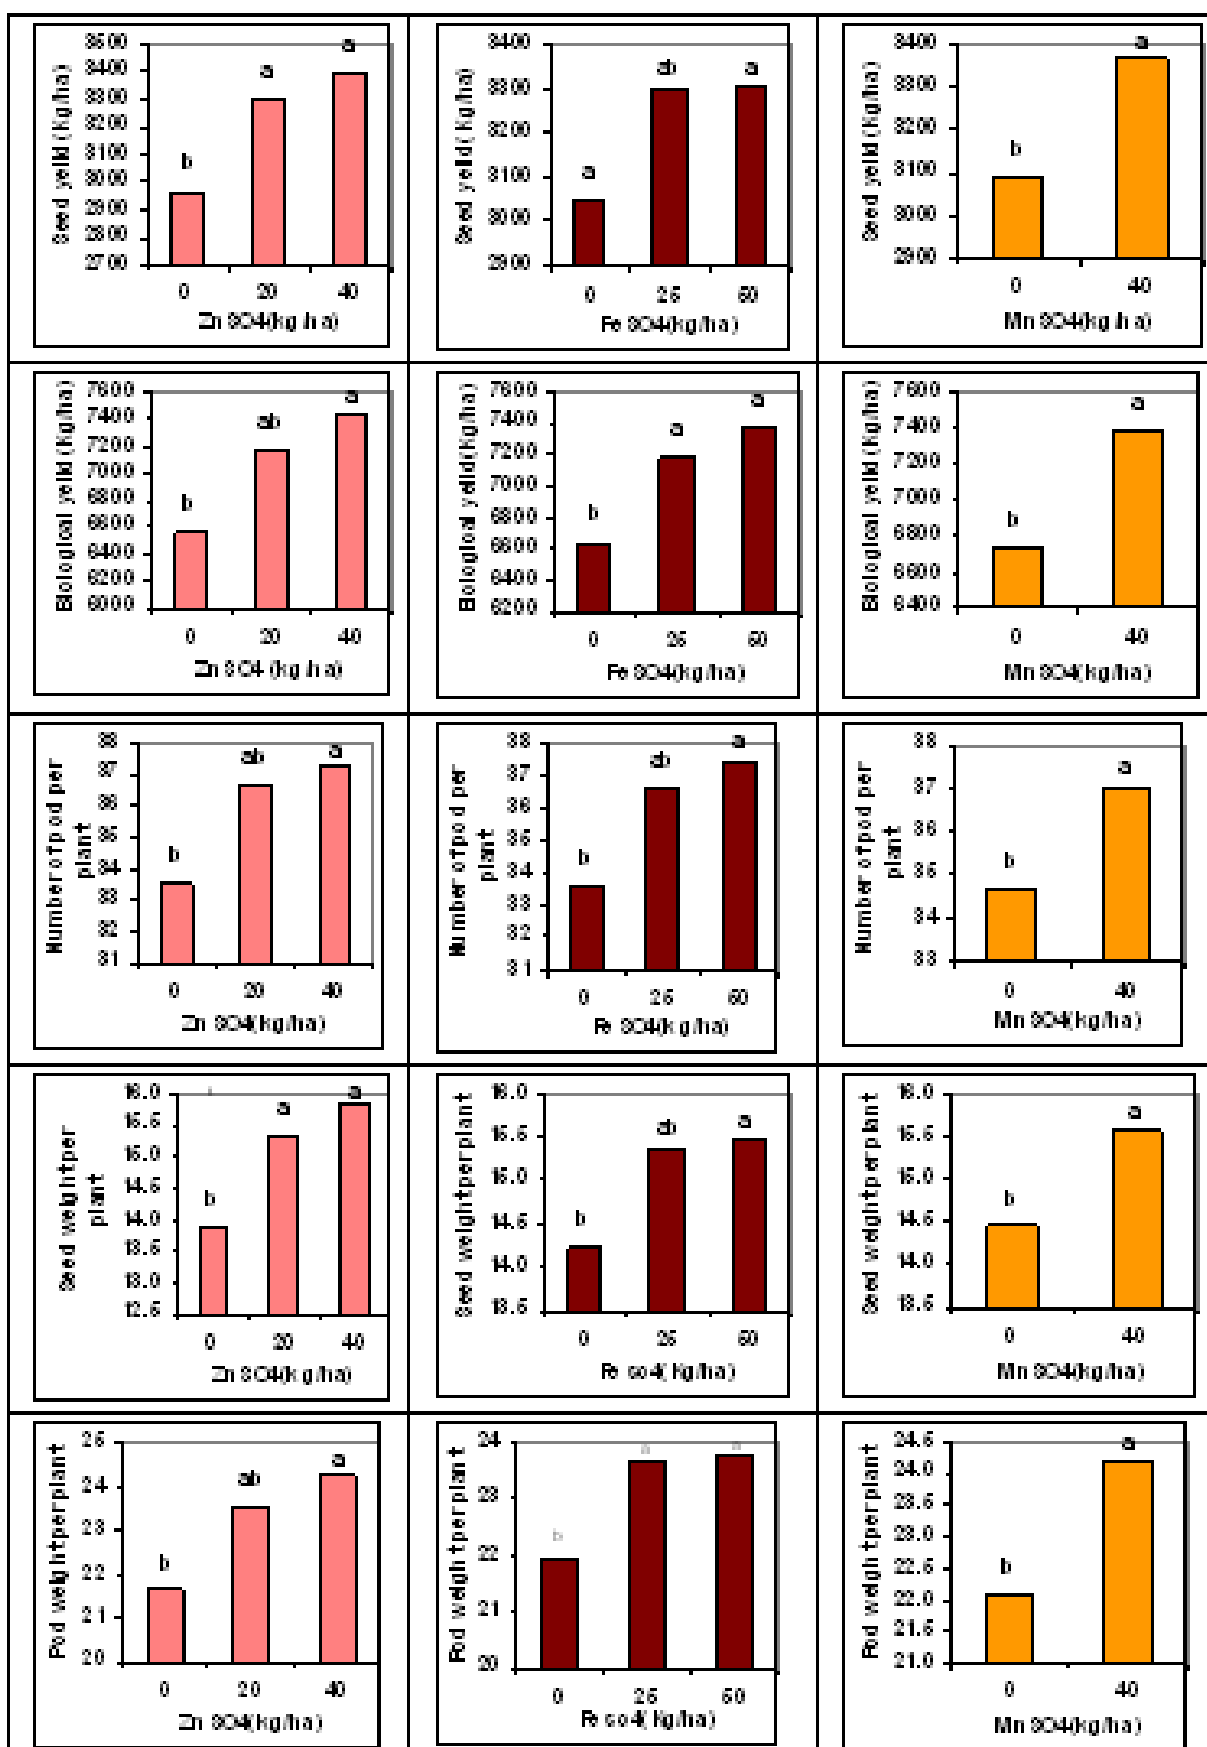 Seed yelld(Kg/ha)
3500
3400
3300
3200
3100
3000
2900
2800
2700
b
a
a
0 20 40
Zn SO4(kg/ha)
Seed yelld(Kg/ha)
3400
3300
3200
3100
3000
2900
a
ab
a
0 25 50
Fe SO4(kg/ha)
Seed yelld(Kg/ha)
3400
3300
3200
3100
3000
2900
b
a
0 40
Mn SO4(kg/ha)
Biological yelld(Kg/ha)
7600
7400
7200
7000
6800
6600
6400
6200
6000
b
ab
a
0 20 40
Zn SO4 (kg/ha)
Biological yelld(Kg/ha)
7600
7400
7200
7000
6800
6600
6400
6200
b
a
a
0 25 50
Fe SO4(kg/ha)
Biological yelld(Kg/ha)
7600
7400
7200
7000
6800
6600
6400
b
a
0 40
Mn SO4(kg/ha)
Number of pod per
plant
38
37
36
35
34
33
32
31
b
ab
a
0 20 40
Zn SO4(kg/ha)
Number of pod per
plant
38
37
36
35
34
33
32
31
b
ab
a
0 25 50
Fe SO4(kg/ha)
Number of pod per
plant
38
37
36
35
34
33
b
a
0 40
Mn SO4(kg/ha)
Seed weight per
plant
16.0
15.5
15.0
14.5
14.0
13.5
13.0
12.5
b
a
a
0 20 40
Zn SO4(kg/ha)
Seed weight per plant
16.0
15.5
15.0
14.5
14.0
13.5
b
ab
a
0 25 50
Fe so4(Kg/ha)
Seed weight per plant
16.0
15.5
15.0
14.5
14.0
13.5
b
a
0 40
Mn SO4(kg/ha)
Pod weight per plant
25
24
23
22
21
20
b
ab
a
0 20 40
Zn SO4(kg/ha)
Pod weight per plant
24
23
22
21
20
b
a
a
0 25 50
Fe so4(Kg/ha)
Pod weight per plant
24.5
24.0
23.5
23.0
22.5
22.0
21.5
21.0
b
a
0 40
Mn SO4(kg/ha)